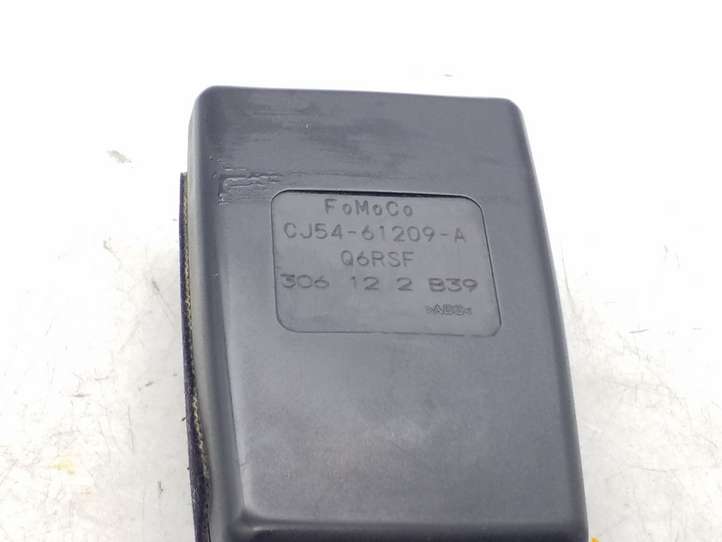 FoMoCo
CJ54-61209-A
Q6RSF
306 12 2 B39
>ABS<